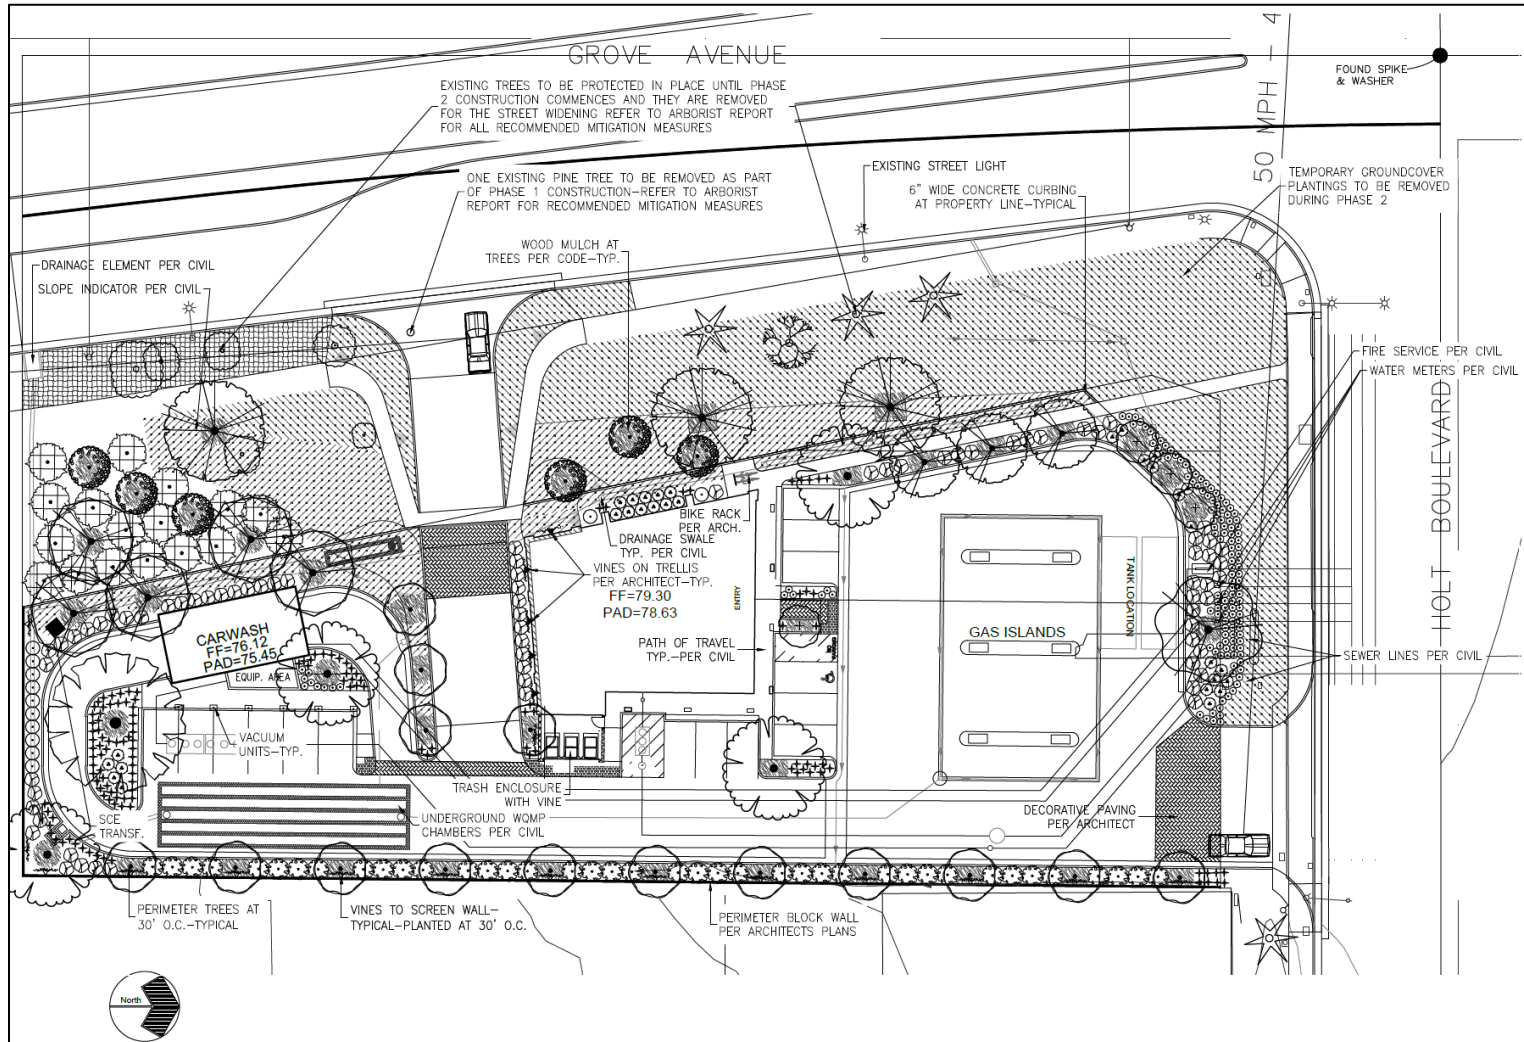 GROVE AVENUE
EXISTING TREES TO BE PROTECTED IN PLACE UNTIL PHASE
2 CONSTRUCTION COMMENCES AND THEY ARE REMOVED
FOR THE STREET WIDENING REFER TO ARBORIST REPORT
FOR ALL RECOMMENDED MITIGATION MEASURES
50 MPH - 4
FOUND SPIKE
& WASHER
ONE EXISTING PINE TREE TO BE REMOVED AS PART
OF PHASE 1 CONSTRUCTION-REFER TO ARBORIST
REPORT FOR RECOMMENDED MITIGATION MEASURES
EXISTING STREET LIGHT
6" WIDE CONCRETE CURBING
AT PROPERTY LINE-TYPICAL
TEMPORARY GROUNDCOVER
PLANTINGS TO BE REMOVED
DURING PHASE 2
WOOD MULCH AT
TREES PER CODE-TYP.
DRAINAGE ELEMENT PER CIVIL
SLOPE INDICATOR PER CIVIL
FIRE SERVICE PER CIVIL
WATER METERS PER CIVIL
HOLT BOULEVARD
BIKE RACK
PER ARCH.
DRAINAGE SWALE
TYP. PER CIVIL
VINES ON TRELLIS
PER ARCHITECT-TYP.
FF=79.30
PAD=78.63
ENTRY
TANK LOCATION
GAS ISLANDS
PATH OF TRAVEL
TYP.-PER CIVIL
SEWER LINES PER CIVIL
CARWASH
FF=76.12
PAD=75.45
EQUIP. AREA
VACUUM
UNITS-TYP.
TRASH ENCLOSURE
WITH VINE
UNDERGROUND WQMP
CHAMBERS PER CIVIL
SCE
TRANSF.
DECORATIVE PAVING
PER ARCHITECT
PERIMETER TREES AT
30' O.C.-TYPICAL
VINES TO SCREEN WALL-
TYPICAL-PLANTED AT 30' O.C.
PERIMETER BLOCK WALL
PER ARCHITECTS PLANS
North